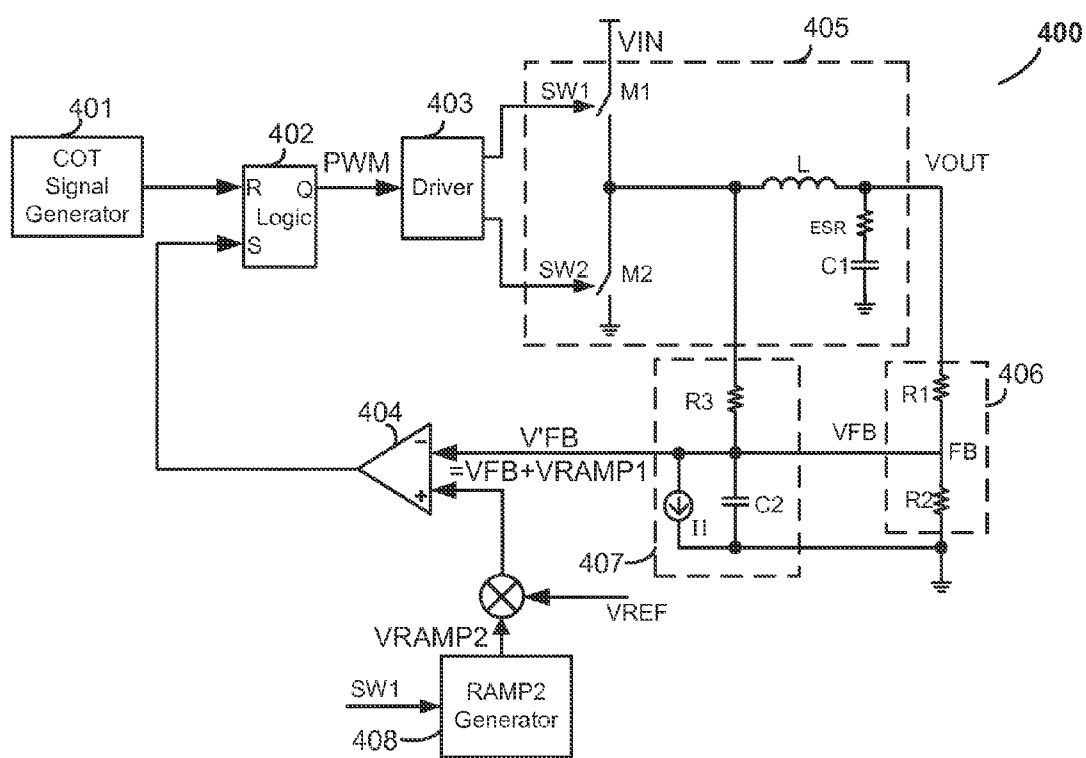 400
405
VIN
SW1
M1
401
COT
Signal
Generator
402
R
Q
Logic
S
PWM
403
Driver
L
VOUT
ESR
C1
SW2
M2
406
R3
R1
404
-
V'FB
=VFB+VRAMP1
+
VFB
FB
R2
C2
I1
407
VREF
VRAMP2
SW1
RAMP2
Generator
408